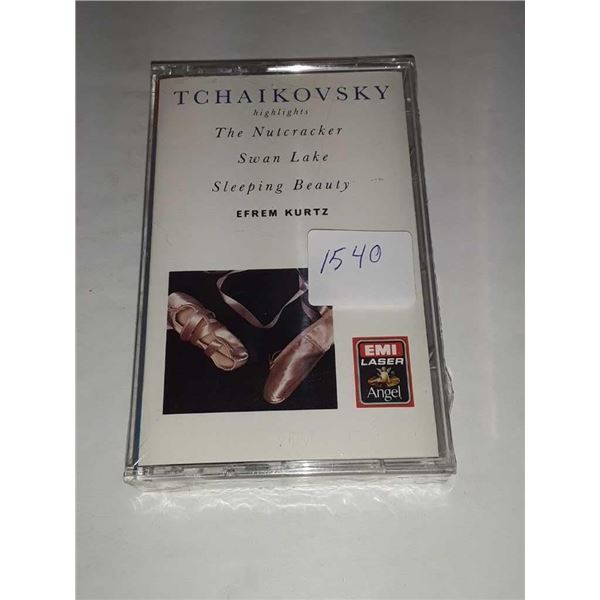 TCHAIKOVSKY
highlights
The Nutcracker
Swan Lake
Sleeping Beauty
EFREM KURTZ
1540
EMI
LASER
Angel